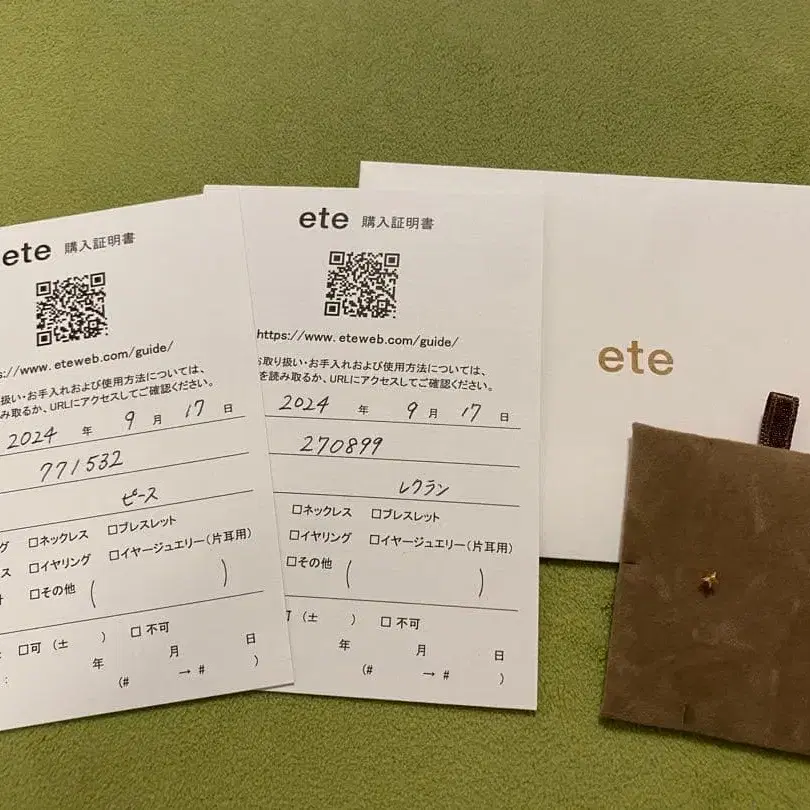 ete 購入証明書
s://www.eteweb.com/guide/
扱い・お手入れおよび使用方法については、
み取るか、URLにアクセスしてご確認ください。
2024 年 9 月 17 日
771532
ピース
グ □ネックレス □ブレスレット
ス □イヤリング □イヤージュエリー(片耳用)
□その他 ( )
: □可 (± ) □不可
: 年 月 日
(# → # )
ete 購入証明書
https://www.eteweb.com/guide/
お取り扱い・お手入れおよび使用方法については、
を読み取るか、URLにアクセスしてご確認ください。
2024 年 9 月 17 日
270899
レクラン
□ネックレス □ブレスレット
□イヤリング □イヤージュエリー(片耳用)
□その他 ( )
可 (± ) □不可
年 月 日
(# → # )
ete